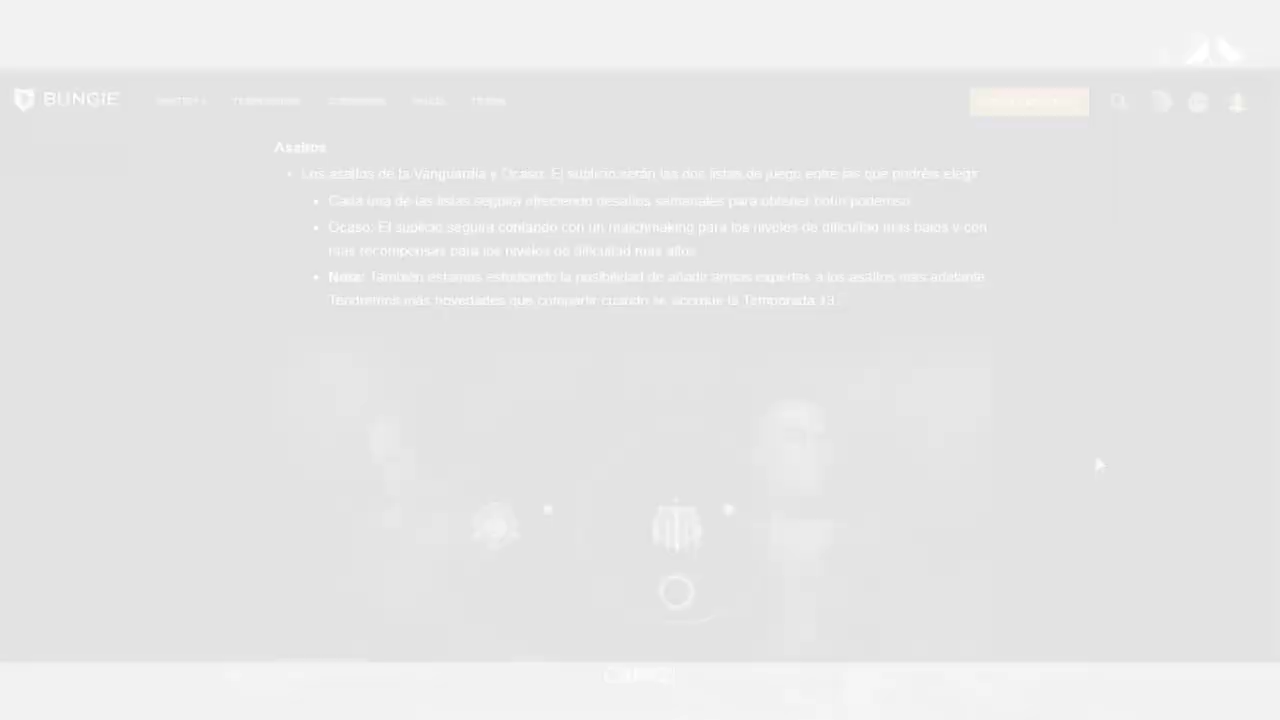 BUNGIE
Asaltos
Los asaltos de la Vanguardia y Ocaso: El suplicio serán las dos listas de juego entre las que podréis elegir
Cada una de las listas seguirá ofreciendo desafíos semanales para obtener botín poderoso
Ocaso: El suplicio seguirá contando con un matchmaking para los niveles de dificultad más bajos y con
más recompensas para los niveles de dificultad más altos
Nota: También estamos estudiando la posibilidad de añadir armas expertas a los asaltos más adelante
Tendremos más novedades que compartir cuando se acerque la Temporada 13.